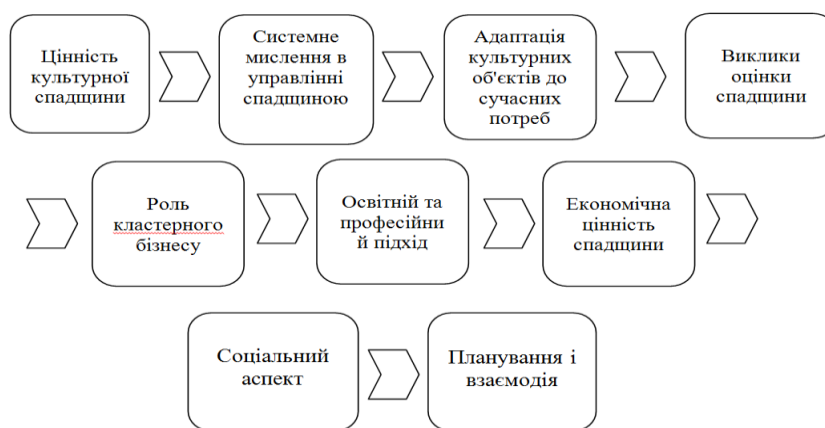 Цінність
культурної
спадщини
Системне
мислення в
управлінні
спадщиною
Адаптація
культурних
об'єктів до
сучасних
потреб
Виклики
оцінки
спадщини
Роль
кластерного
бізнесу
Освітній та
професійни
й підхід
Економічна
цінність
спадщини
Соціальний
аспект
Планування і
взаємодія